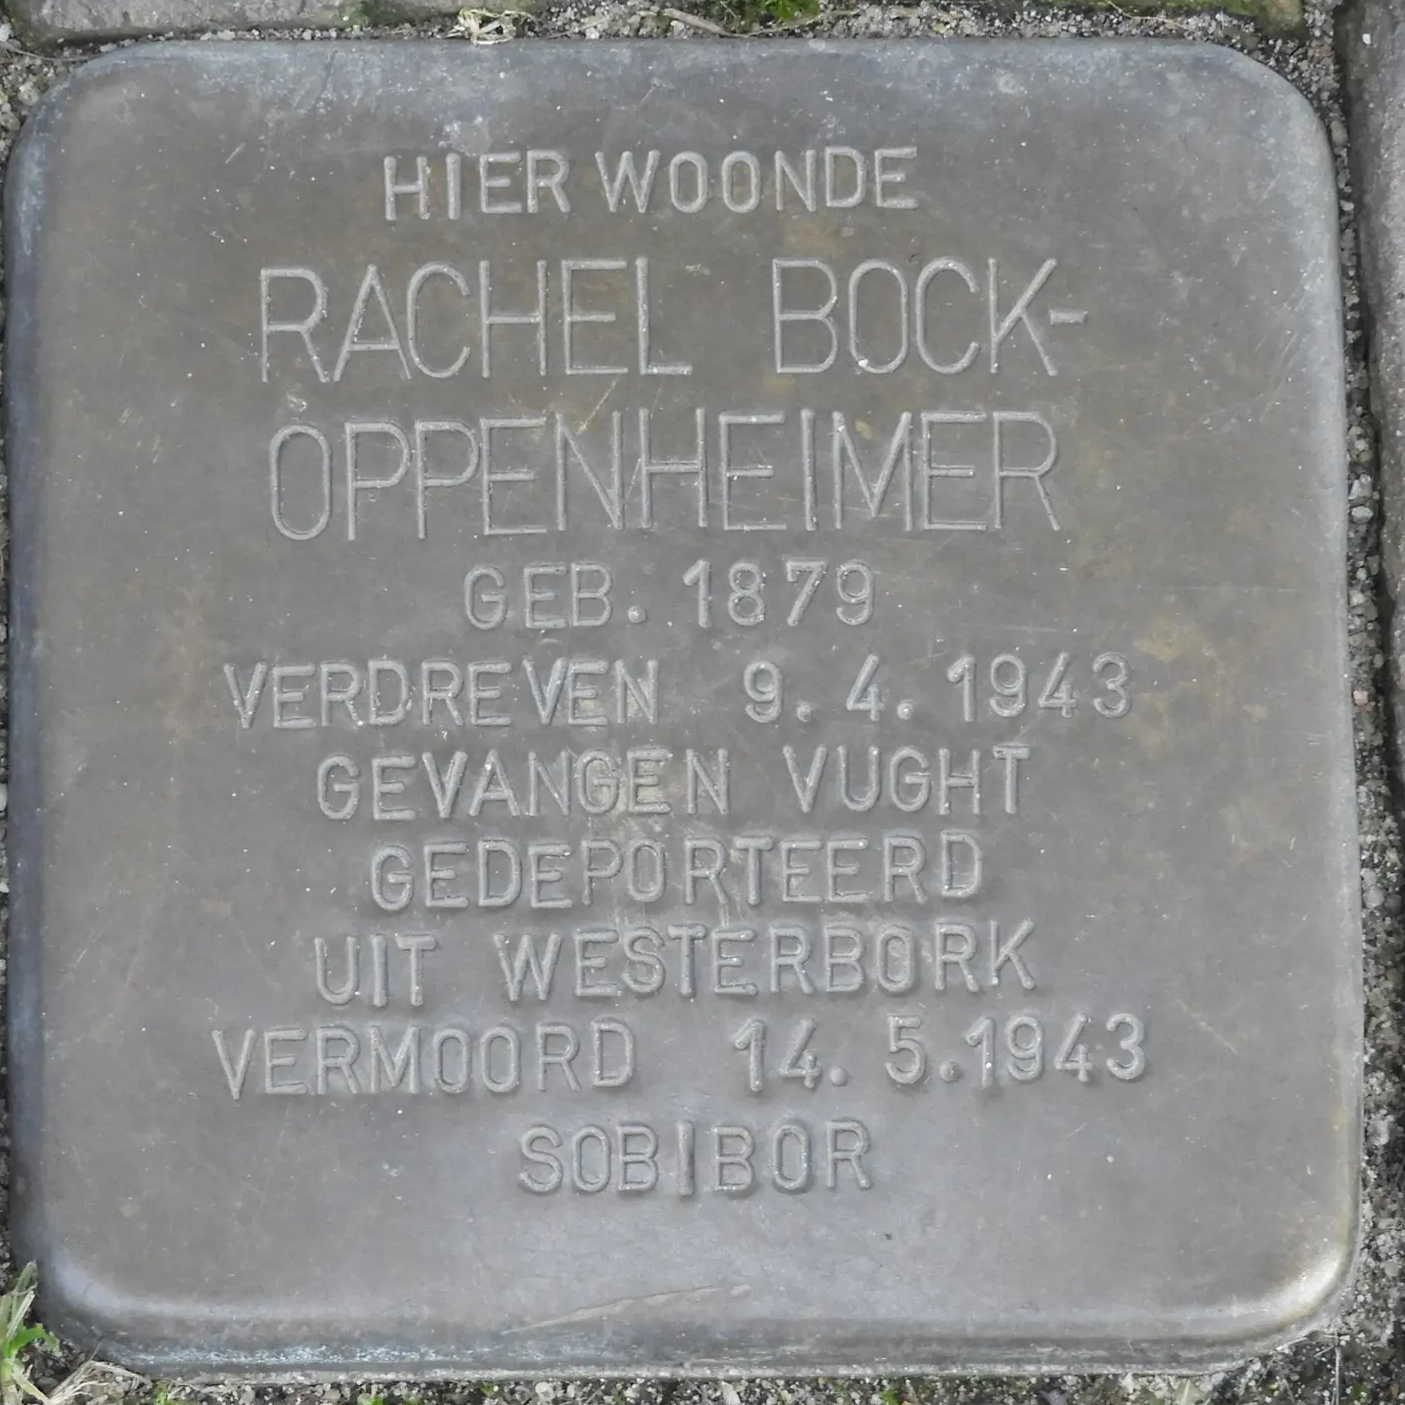 HIER WOONDE
RACHEL BOCK-
OPPENHEIMER
GEB. 1879
VERDREVEN 9.4.1943
GEVANGEN VUGHT
GEDEPORTEERD
UIT WESTERBORK
VERMOORD 14.5.1943
SOBIBOR